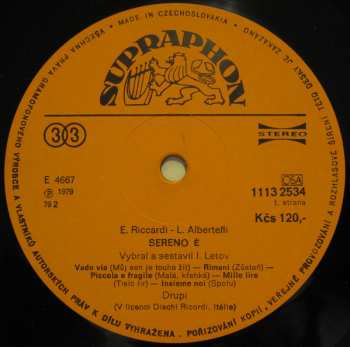 VŠECHNA PRÁVA GRAMOFONOVÉHO VÝROBCE A VLASTNÍKŮ AUTORSKÝCH PRÁV K DÍLU VYHRAŽENA. POŘIZOVÁNÍ KOPIÍ, VEŘEJNÉ PROVOZOVÁNÍ A ROZHLASOVÉ ŠÍŘENÍ TÉTO DESKY JE ZAKÁZÁNO
MADE IN CZECHOSLOVAKIA
SUPRAPHON
33
STEREO
E 4667
℗ 1979
79 2
ČSA
1113 2534
1. strana
Kčs 120,-
E. Riccardi - L. Albertelli
SERENO É
Vybral a sestavil I. Letov
Vado via (Můj sen je touha žít) — Rimani (Zůstaň) —
Piccola e fragile (Malá, křehká) — Mille lire
(Tisíc lir) — Insieme noi (Spolu)
Drupi
(V licenci Dischi Ricordi, Itálie)